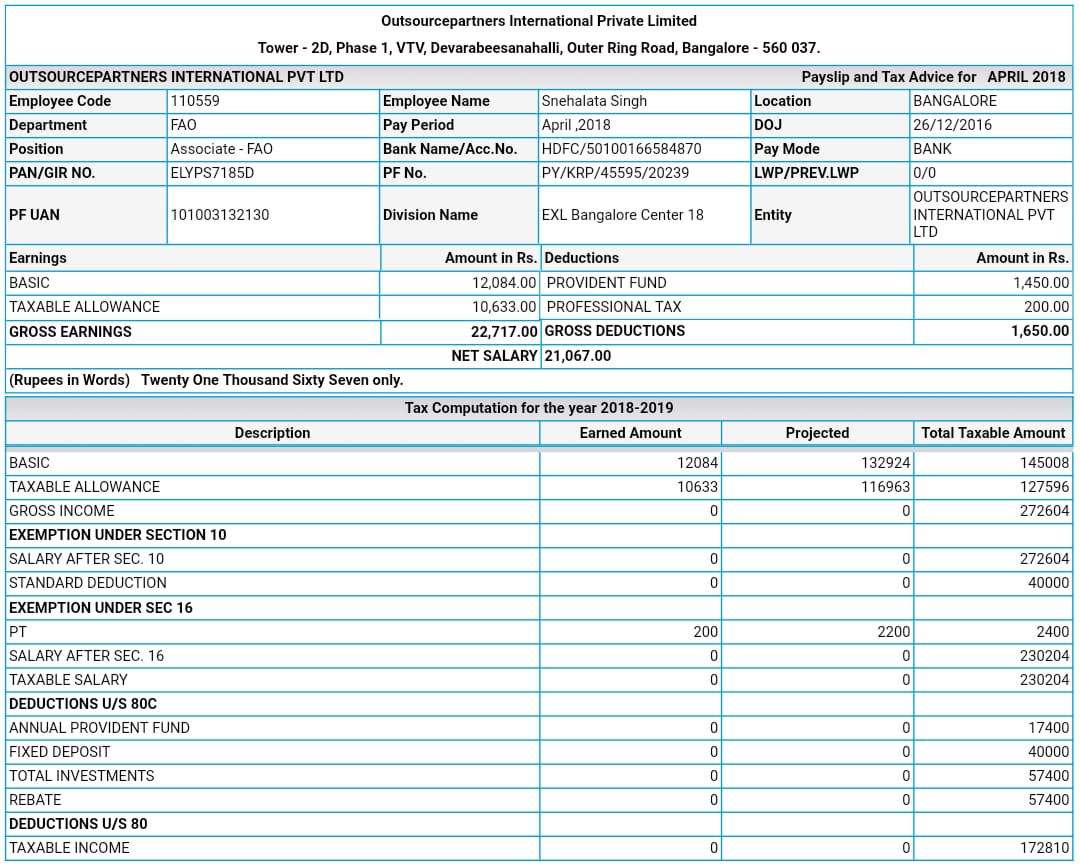 Outsourcepartners International Private Limited
Tower - 2D, Phase 1, VTV, Devarabeesanahalli, Outer Ring Road, Bangalore - 560 037.
OUTSOURCEPARTNERS INTERNATIONAL PVT LTD Payslip and Tax Advice for APRIL 2018
Employee Code 110559 Employee Name Snehalata Singh Location BANGALORE
Department FAO Pay Period April ,2018 DOJ 26/12/2016
Position Associate - FAO Bank Name/Acc.No. HDFC/50100166584870 Pay Mode BANK
PAN/GIR NO. ELYPS7185D PF No. PY/KRP/45595/20239 LWP/PREV.LWP 0/0
PF UAN 101003132130 Division Name EXL Bangalore Center 18 Entity OUTSOURCEPARTNERS
INTERNATIONAL PVT
LTD
Earnings Amount in Rs. Deductions Amount in Rs.
BASIC 12,084.00 PROVIDENT FUND 1,450.00
TAXABLE ALLOWANCE 10,633.00 PROFESSIONAL TAX 200.00
GROSS EARNINGS 22,717.00 GROSS DEDUCTIONS 1,650.00
NET SALARY 21,067.00
(Rupees in Words) Twenty One Thousand Sixty Seven only.
Tax Computation for the year 2018-2019
Description Earned Amount Projected Total Taxable Amount
BASIC 12084 132924 145008
TAXABLE ALLOWANCE 10633 116963 127596
GROSS INCOME 0 0 272604
EXEMPTION UNDER SECTION 10
SALARY AFTER SEC. 10 0 0 272604
STANDARD DEDUCTION 0 0 40000
EXEMPTION UNDER SEC 16
PT 200 2200 2400
SALARY AFTER SEC. 16 0 0 230204
TAXABLE SALARY 0 0 230204
DEDUCTIONS U/S 80C
ANNUAL PROVIDENT FUND 0 0 17400
FIXED DEPOSIT 0 0 40000
TOTAL INVESTMENTS 0 0 57400
REBATE 0 0 57400
DEDUCTIONS U/S 80
TAXABLE INCOME 0 0 172810